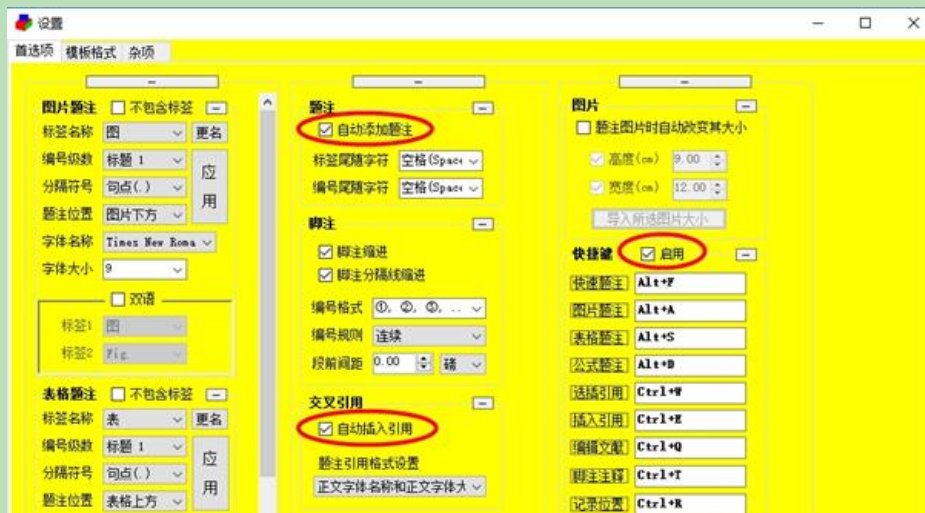 设置
首选项 模板格式 杂项
图片题注 不包含标签
标签名称 图 更名
编号级数 标题 1
分隔符号 句点(.)
应用
题注位置 图片下方
字体名称 Times New Roma
字体大小 9
双语
标签1 图
标签2 Fig.
表格题注 不包含标签
标签名称 表 更名
编号级数 标题 1
分隔符号 句点(.)
应用
题注位置 表格上方
题注
自动添加题注
标签尾随字符 空格(Space
编号尾随字符 空格(Space
脚注
脚注缩进
脚注分隔线缩进
编号格式 ①, ②, ③, ..
编号规则 连续
段前间距 0.00 磅
交叉引用
自动插入引用
题注引用格式设置
正文字体名称和正文字体大
图片
题注图片时自动改变其大小
高度(cm) 9.00
宽度(cm) 12.00
导入所选图片大小
快捷键 启用
快速题注 Alt+F
图片题注 Alt+A
表格题注 Alt+S
公式题注 Alt+D
选插引用 Ctrl+W
插入引用 Ctrl+E
编辑文献 Ctrl+Q
脚注注释 Ctrl+T
记录位置 Ctrl+R